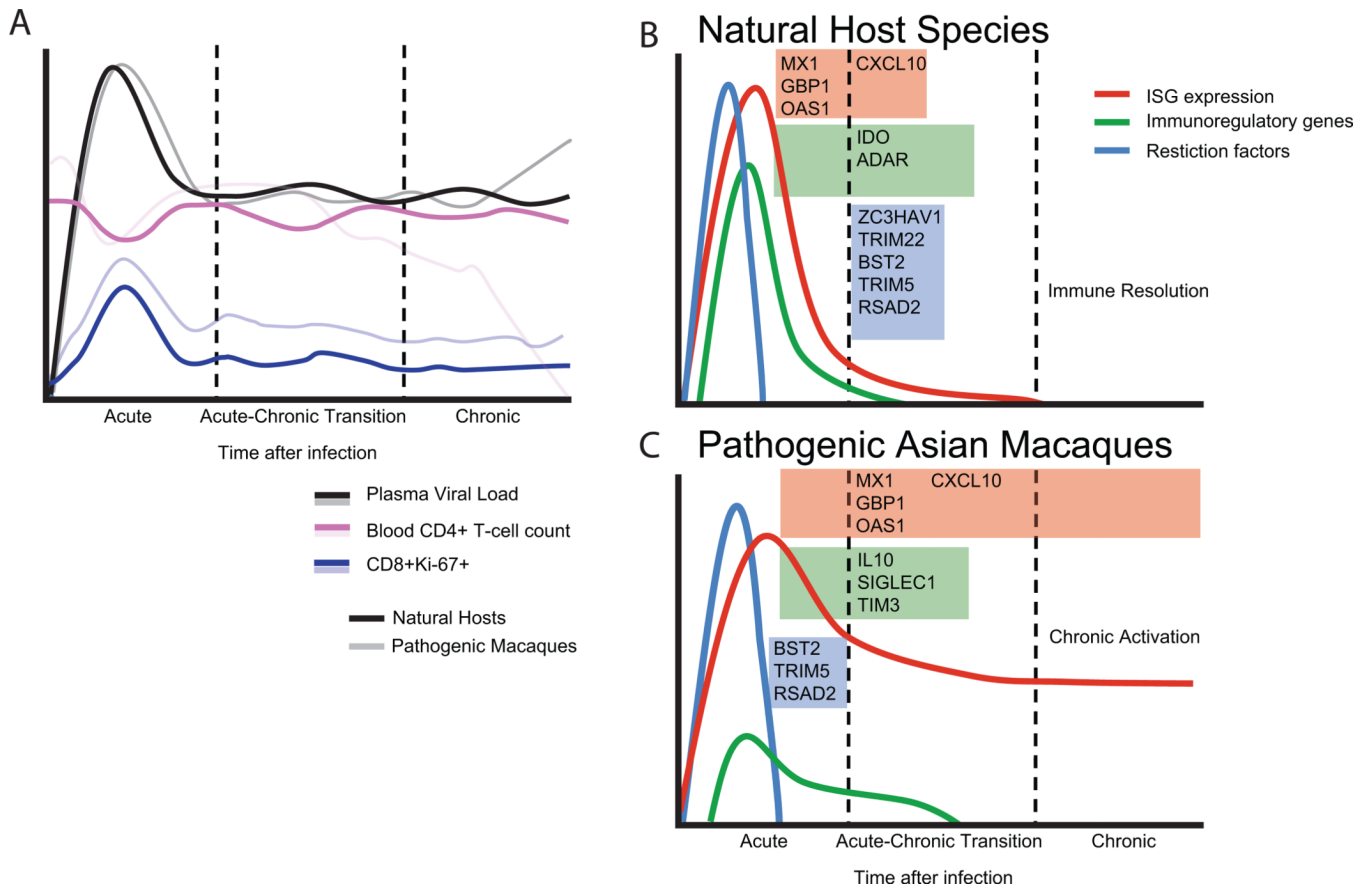 A
Acute
Acute-Chronic Transition
Chronic
Time after infection
Plasma Viral Load
Blood CD4+ T-cell count
CD8+Ki-67+
Natural Hosts
Pathogenic Macaques
B
Natural Host Species
MX1
GBP1
OAS1
CXCL10
IDO
ADAR
ZC3HAV1
TRIM22
BST2
TRIM5
RSAD2
Immune Resolution
ISG expression
Immunoregulatory genes
Restiction factors
C
Pathogenic Asian Macaques
MX1
GBP1
OAS1
CXCL10
IL10
SIGLEC1
TIM3
BST2
TRIM5
RSAD2
Chronic Activation
Acute
Acute-Chronic Transition
Chronic
Time after infection